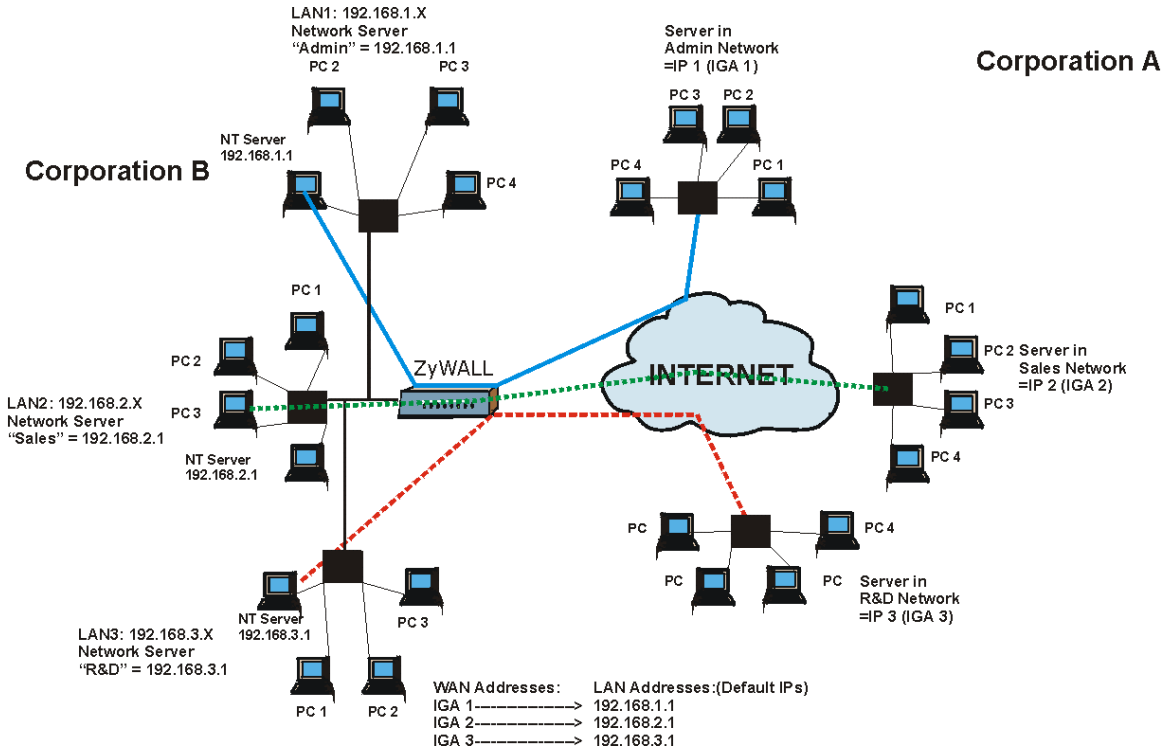 LAN1: 192.168.1.X
Network Server
“Admin” = 192.168.1.1
PC 2
PC 3
NT Server
192.168.1.1
PC 4
Corporation B
Server in
Admin Network
=IP 1 (IGA 1)
PC 3
PC 2
PC 4
PC 1
Corporation A
PC 1
PC 2
PC 3
LAN2: 192.168.2.X
Network Server
“Sales” = 192.168.2.1
NT Server
192.168.2.1
ZyWALL
INTERNET
PC 1
PC 2
Server in
Sales Network
=IP 2 (IGA 2)
PC 3
PC 4
NT Server
192.168.3.1
PC 3
LAN3: 192.168.3.X
Network Server
“R&D” = 192.168.3.1
PC 1
PC 2
PC
PC 4
PC
PC
Server in
R&D Network
=IP 3 (IGA 3)
WAN Addresses: LAN Addresses:(Default IPs)
IGA 1----------------------> 192.168.1.1
IGA 2----------------------> 192.168.2.1
IGA 3----------------------> 192.168.3.1